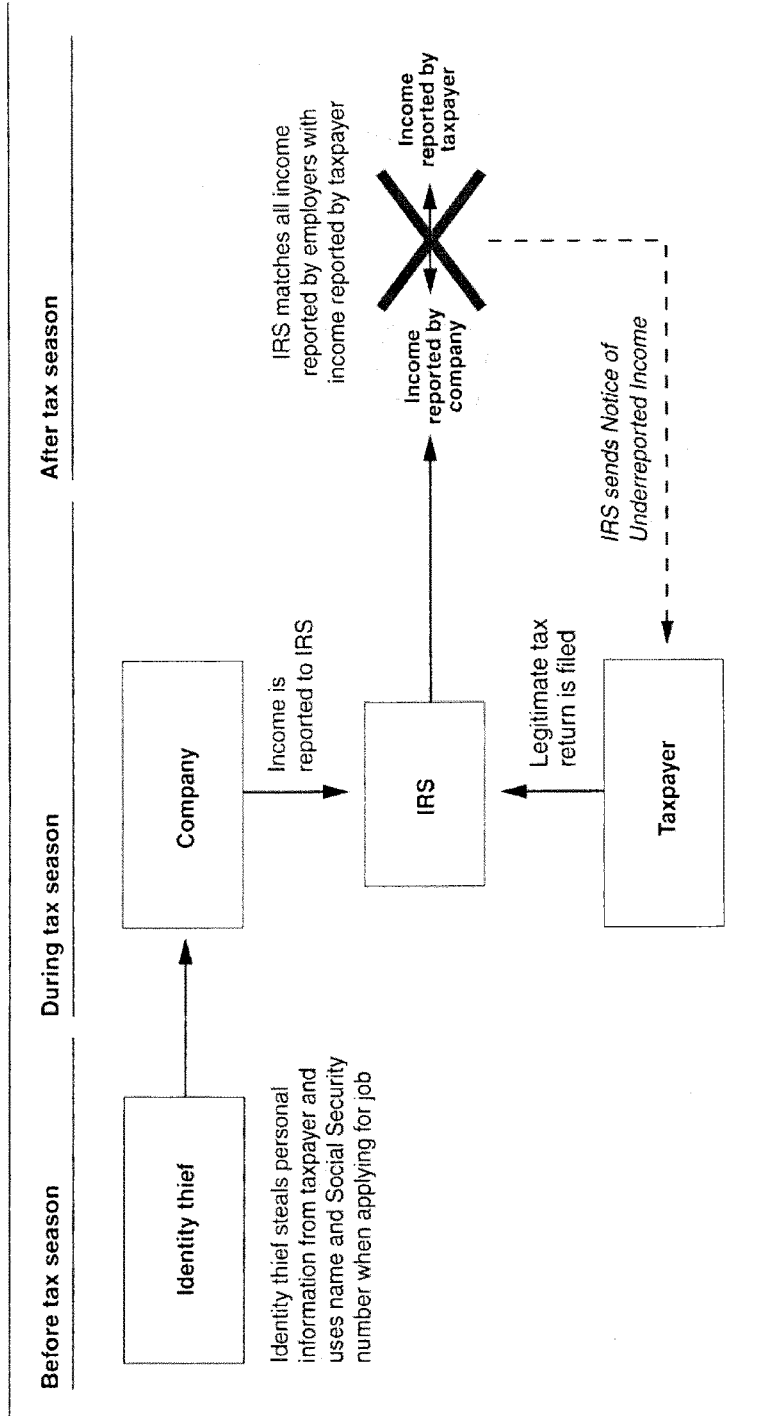 Before tax season
During tax season
After tax season
Identity thief
Identity thief steals personal
information from taxpayer and
uses name and Social Security
number when applying for job
Company
Income is
reported to IRS
IRS
Legitimate tax
return is filed
Taxpayer
IRS matches all income
reported by employers with
income reported by taxpayer
Income
reported by
company
Income
reported by
taxpayer
IRS sends Notice of
Underreported Income